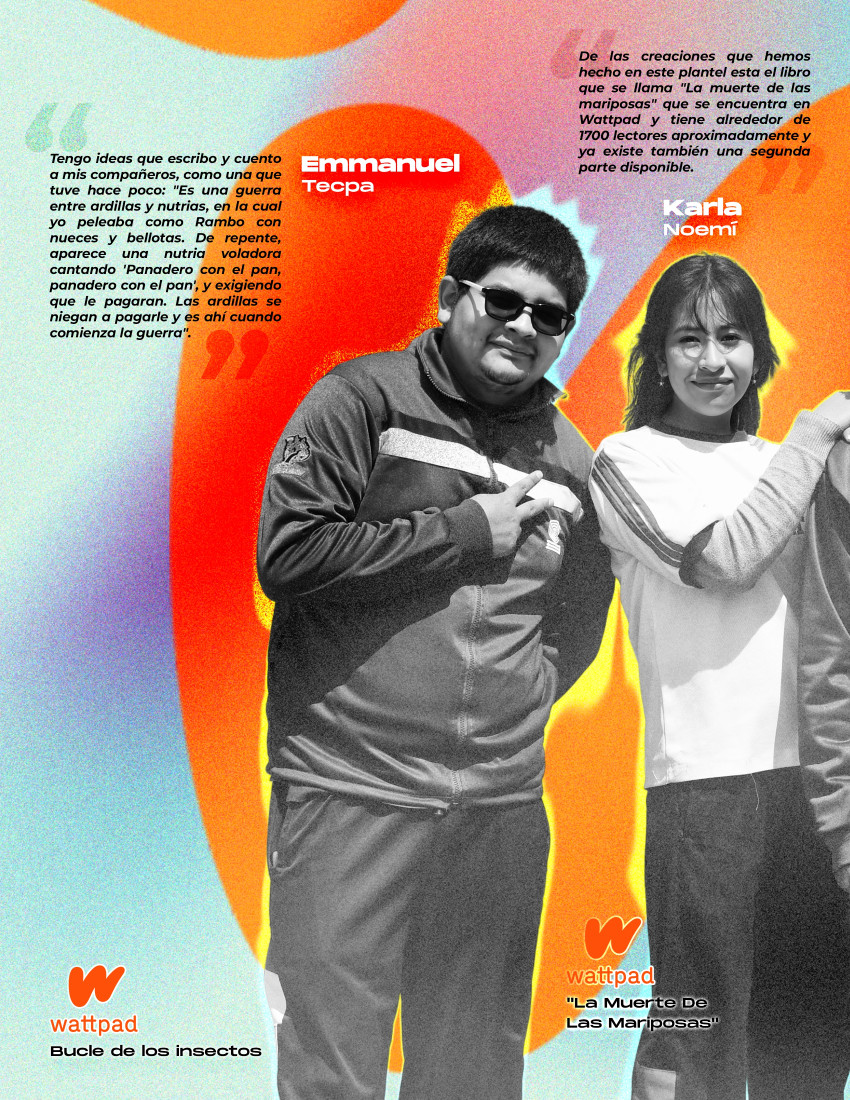 Tengo ideas que escribo y cuento
a mis compañeros, como una que
tuve hace poco: "Es una guerra
entre ardillas y nutrias, en la cual
yo peleaba como Rambo con
nueces y bellotas. De repente,
aparece una nutria voladora
cantando 'Panadero con el pan,
panadero con el pan', y exigiendo
que le pagaran. Las ardillas se
niegan a pagarle y es ahí cuando
comienza la guerra".
Emmanuel
Tecpa
De las creaciones que hemos
hecho en este plantel esta el libro
que se llama "La muerte de las
mariposas" que se encuentra en
Wattpad y tiene alrededor de
1700 lectores aproximadamente y
ya existe también una segunda
parte disponible.
Karla
Noemí
wattpad
Bucle de los insectos
wattpad
"La Muerte De
Las Mariposas"